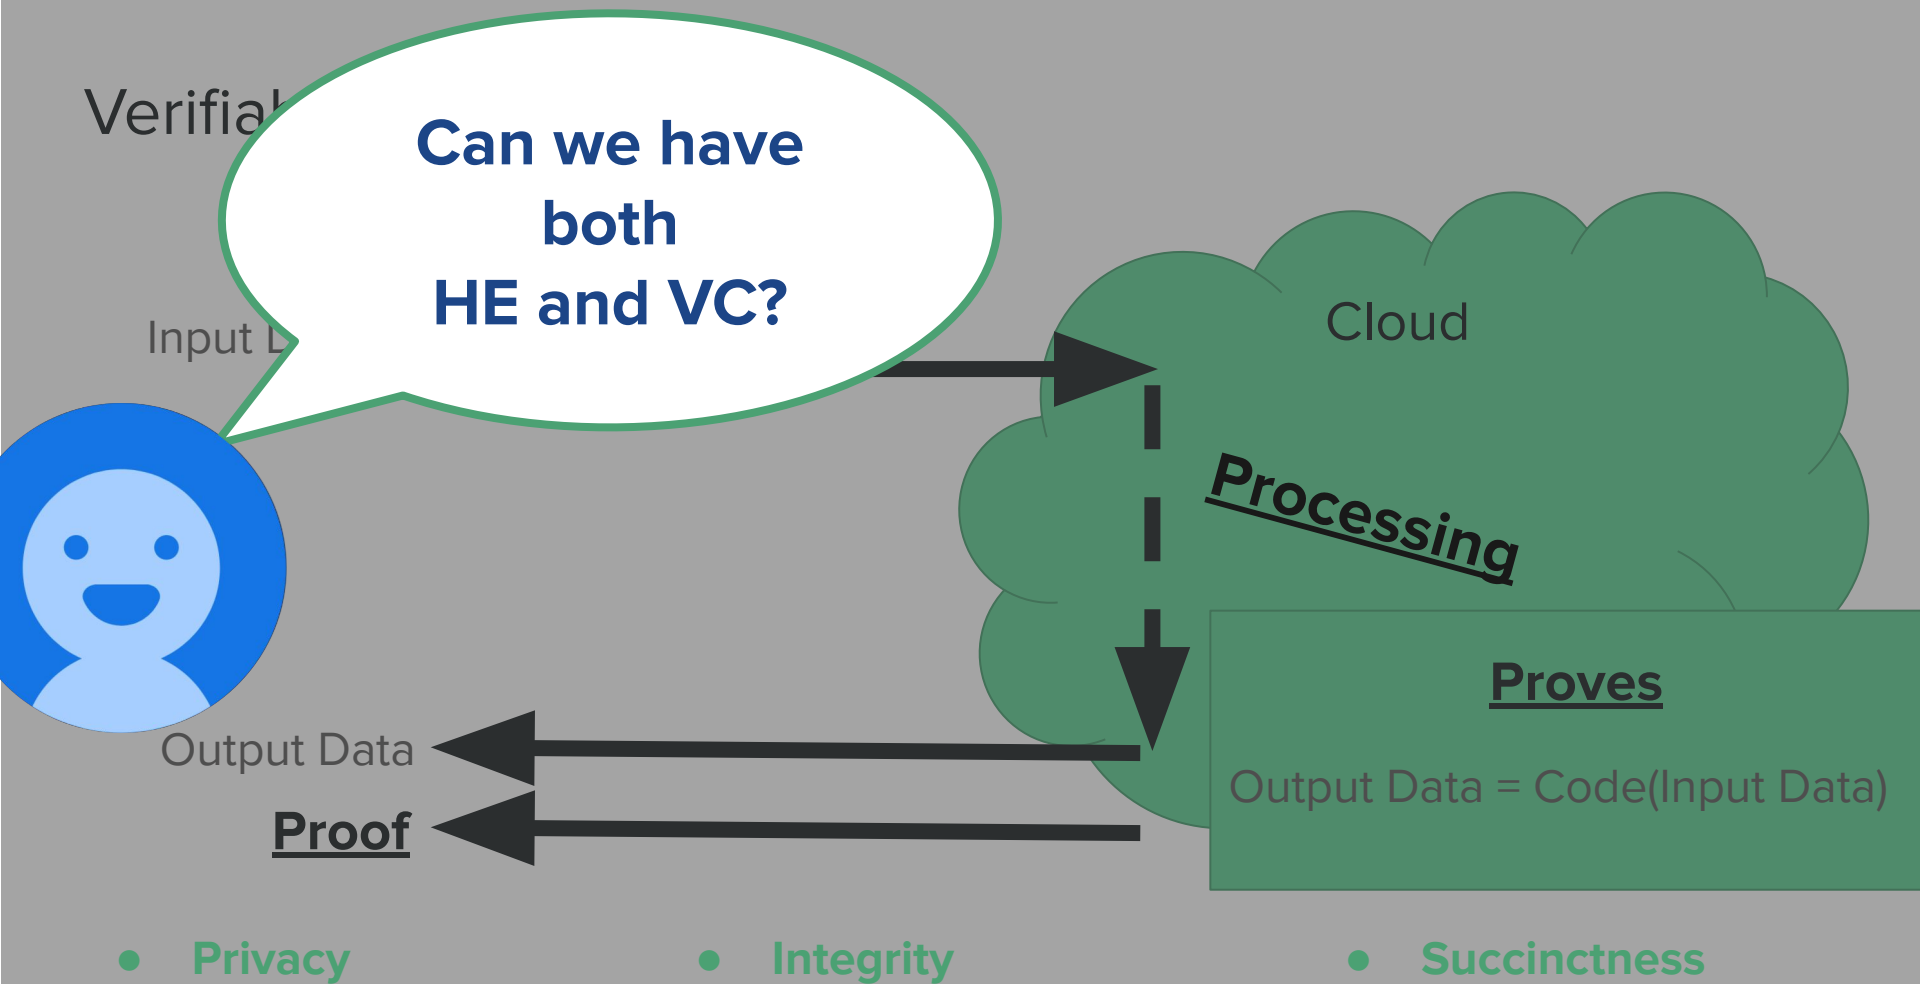 Can we have
both
HE and VC?
Cloud
Input
Processing
Proves
Output Data
Output Data = Code(Input Data)
Proof
● Privacy
● Integrity
● Succinctness